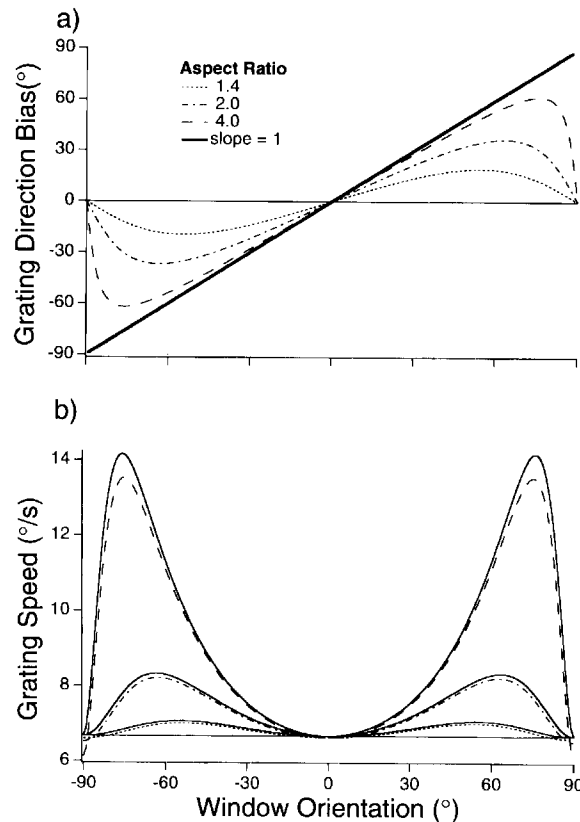 a)
90
60
30
0
-30
-60
-90
Grating Direction Bias(°)
Aspect Ratio
1.4
2.0
4.0
slope = 1
b)
14
12
10
8
6
Grating Speed (°/s)
-90 -60 -30 0 30 60 90
Window Orientation (°)